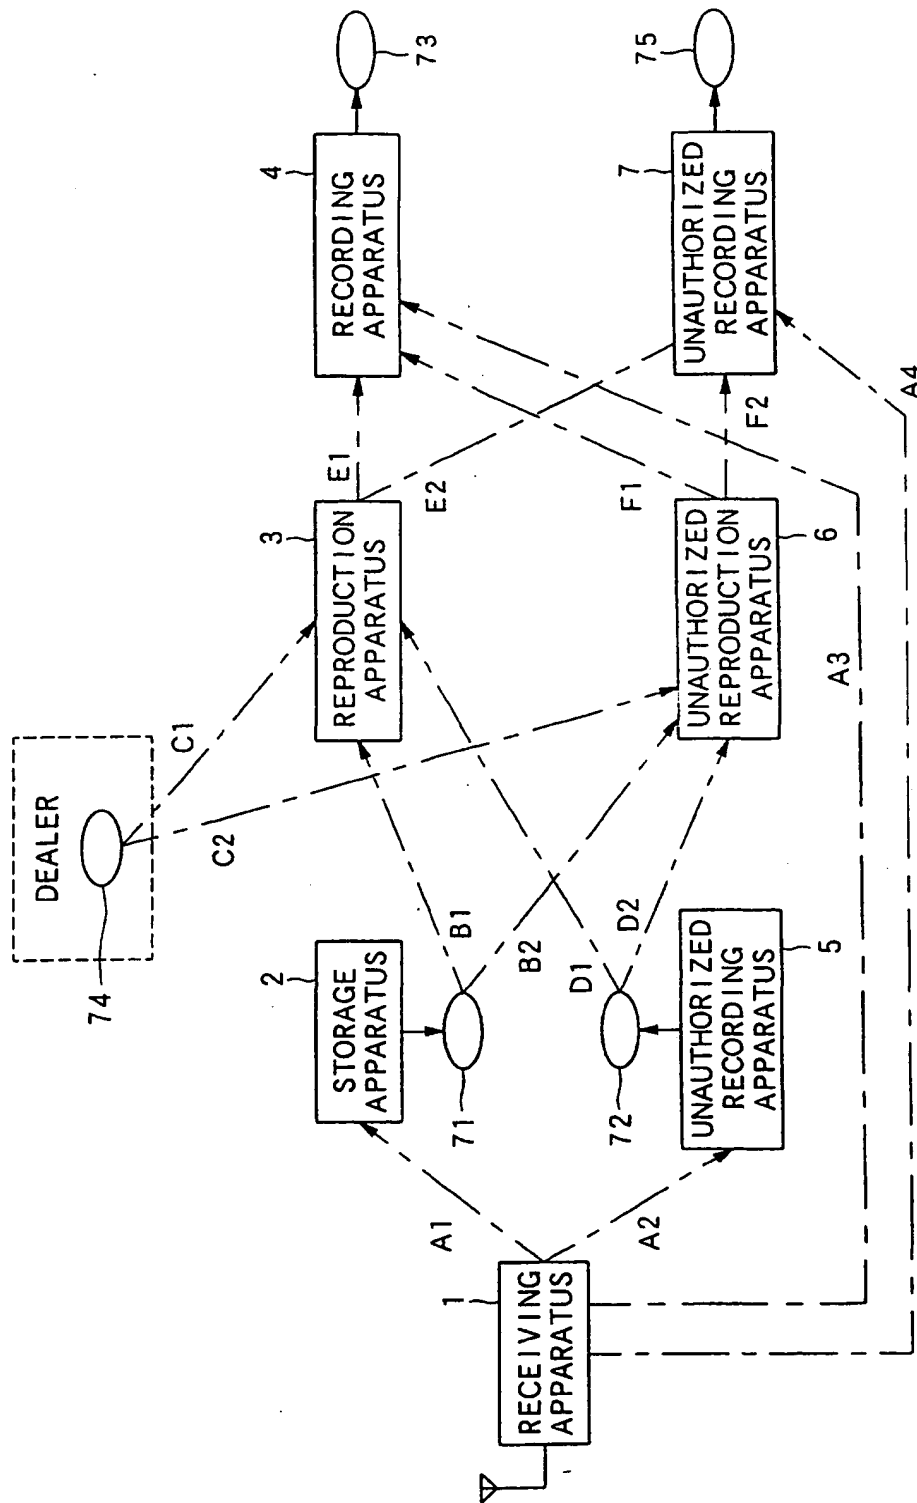 DEALER
74
C1
C2
1
RECEIVING
APPARATUS
A1
A2
2
STORAGE
APPARATUS
71
B1
B2
72
D1
D2
UNAUTHORIZED
RECORDING
APPARATUS
5
3
REPRODUCTION
APPARATUS
E1
E2
UNAUTHORIZED
REPRODUCTION
APPARATUS
6
F1
F2
A3
A4
4
RECORDING
APPARATUS
73
7
UNAUTHORIZED
RECORDING
APPARATUS
75